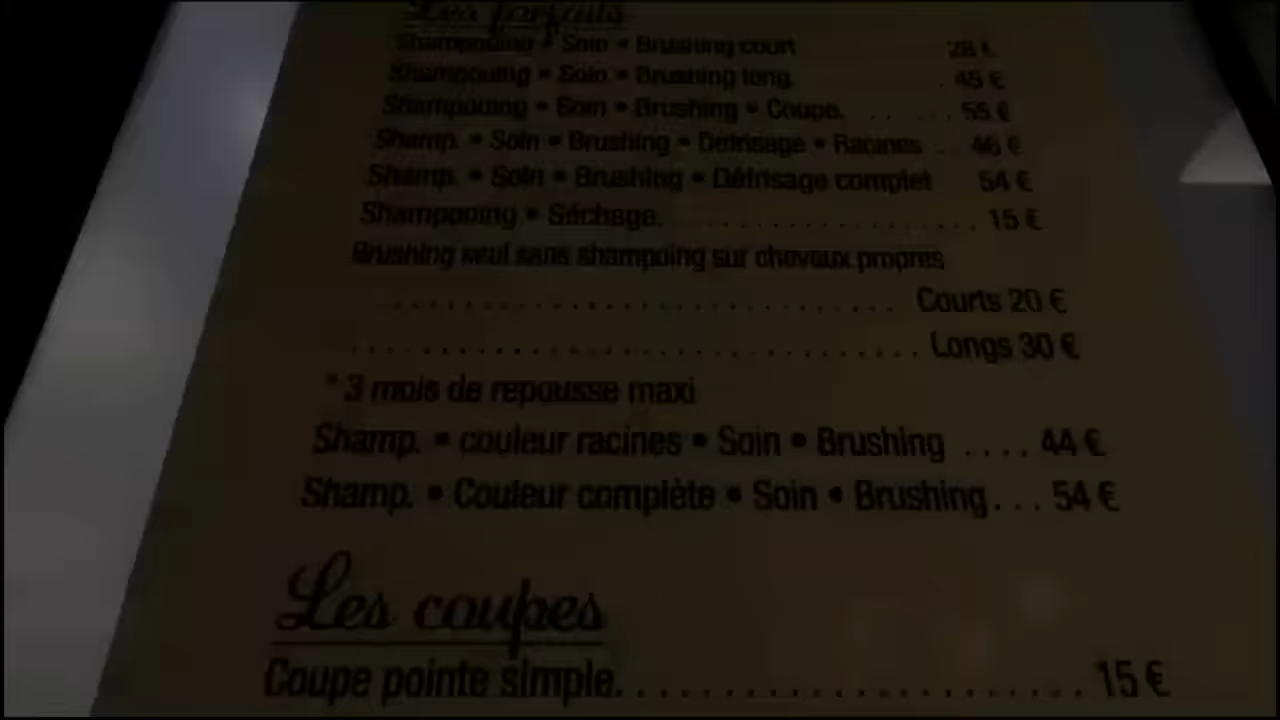 Les forfaits
Shampooing • Soin • Brushing court 28 €
Shampouing • Soin • Brushing long. . 45 €
Shampooing • Soin • Brushing • Coupe. . . . . . . 55 €
Shamp. • Soin • Brushing • Défrisage • Racines . . 46 €
Shamp. • Soin • Brushing • Défrisage complet 54 €
Shampooing • Séchage. . . . . . . . . . . . . . . . . . . . 15 €
Brushing seul sans shampoing sur cheveux propres
. . . . . . . . . . . . . . . . . . . . . . . . . . Courts 20 €
. . . . . . . . . . . . . . . . . . . . . . . . . . . . Longs 30 €
* 3 mois de repousse maxi
Shamp. • couleur racines • Soin • Brushing .... 44 €
Shamp. • Couleur complète • Soin • Brushing... 54 €
Les coupes
Coupe pointe simple. . . . . . . . . . . . . . . . . . . . . 15 €